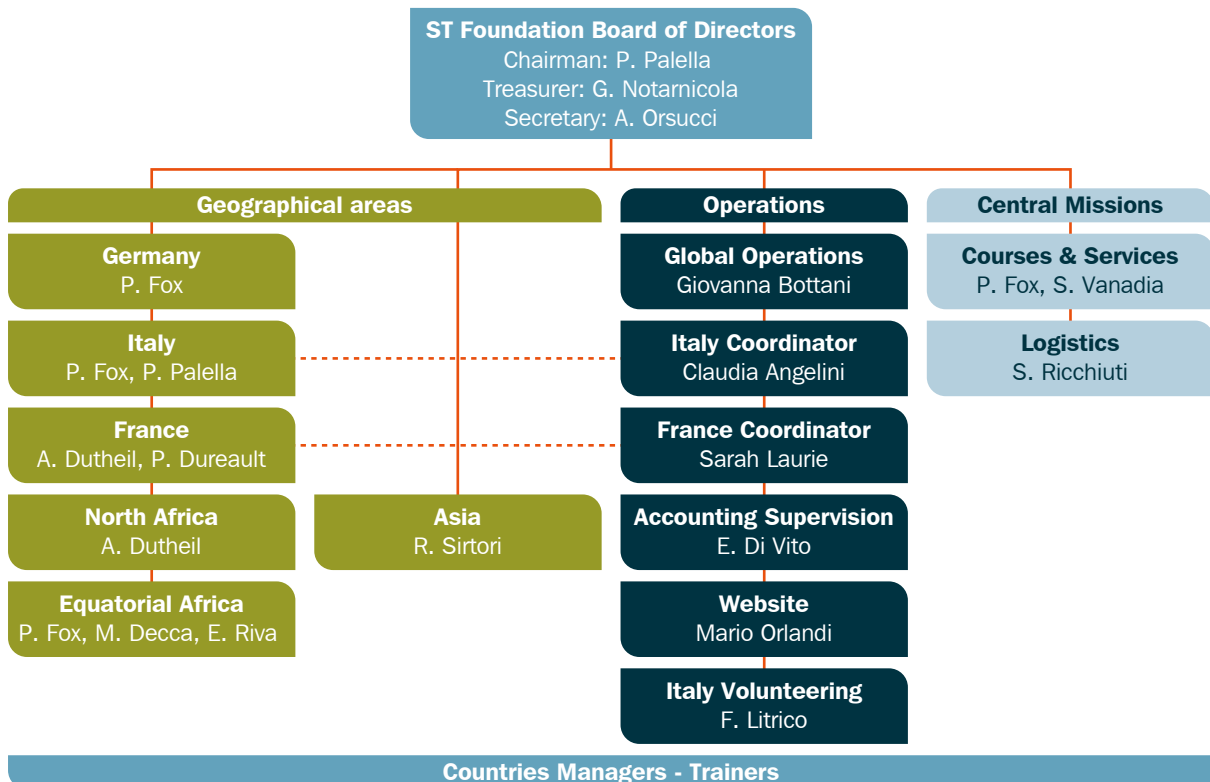 ST Foundation Board of Directors
Chairman: P. Palella
Treasurer: G. Notarnicola
Secretary: A. Orsucci
Geographical areas
Germany
P. Fox
Italy
P. Fox, P. Palella
France
A. Dutheil, P. Dureault
North Africa
A. Dutheil
Equatorial Africa
P. Fox, M. Decca, E. Riva
Asia
R. Sirtori
Operations
Global Operations
Giovanna Bottani
Italy Coordinator
Claudia Angelini
France Coordinator
Sarah Laurie
Accounting Supervision
E. Di Vito
Website
Mario Orlandi
Italy Volunteering
F. Litrico
Central Missions
Courses & Services
P. Fox, S. Vanadia
Logistics
S. Ricchiuti
Countries Managers - Trainers